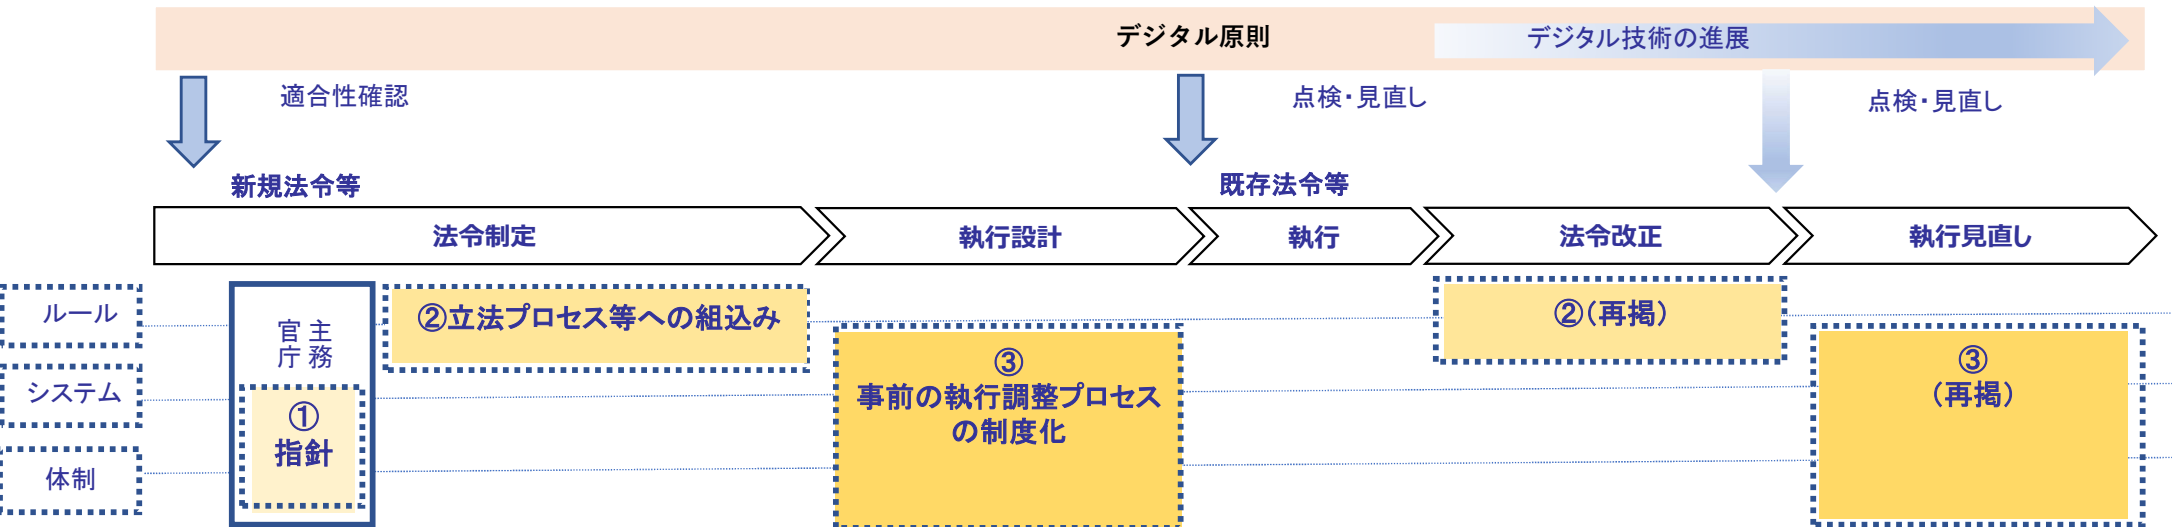 デジタル原則
デジタル技術の進展
適合性確認
点検・見直し
点検・見直し
新規法令等
既存法令等
法令制定
執行設計
執行
法令改正
執行見直し
ルール
システム
体制
主務
官庁
①
指針
②立法プロセス等への組込み
③
事前の執行調整プロセス
の制度化
②(再掲)
③
(再掲)